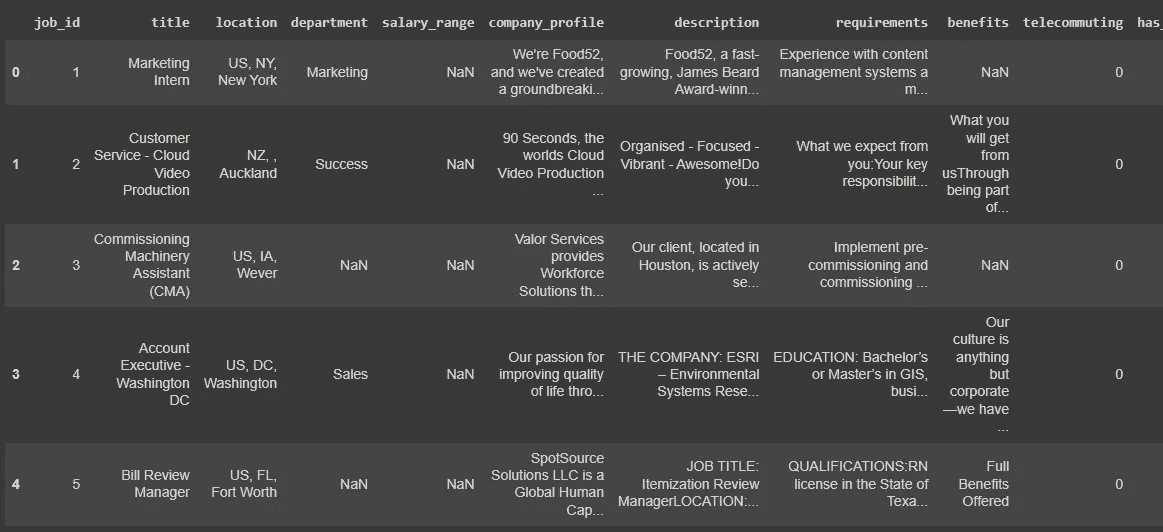 job_id
title
location
department
salary_range
company_profile
description
requirements
benefits
telecommuting
has_
0
1
Marketing
Intern
US, NY,
New York
Marketing
NaN
We're Food52,
and we've created
a groundbreaki...
Food52, a fast-
growing, James Beard
Award-winn...
Experience with content
management systems a
m...
NaN
0
1
2
Customer
Service - Cloud
Video
Production
NZ, ,
Auckland
Success
NaN
90 Seconds, the
worlds Cloud
Video Production
...
Organised - Focused -
Vibrant - Awesome!Do
you...
What we expect from
you:Your key
responsibilit...
What you
will get
from
usThrough
being part
of...
0
2
3
Commissioning
Machinery
Assistant
(CMA)
US, IA,
Wever
NaN
NaN
Valor Services
provides
Workforce
Solutions th...
Our client, located in
Houston, is actively
se...
Implement pre-
commissioning and
commissioning ...
NaN
0
3
4
Account
Executive -
Washington
DC
US, DC,
Washington
Sales
NaN
Our passion for
improving quality
of life thro...
THE COMPANY: ESRI
– Environmental
Systems Rese...
EDUCATION: Bachelor’s
or Master’s in GIS,
busi...
Our
culture is
anything
but
corporate
—we have
...
0
4
5
Bill Review
Manager
US, FL,
Fort Worth
NaN
NaN
SpotSource
Solutions LLC is a
Global Human
Cap...
JOB TITLE:
Itemization Review
ManagerLOCATION:...
QUALIFICATIONS:RN
license in the State of
Texa...
Full
Benefits
Offered
0